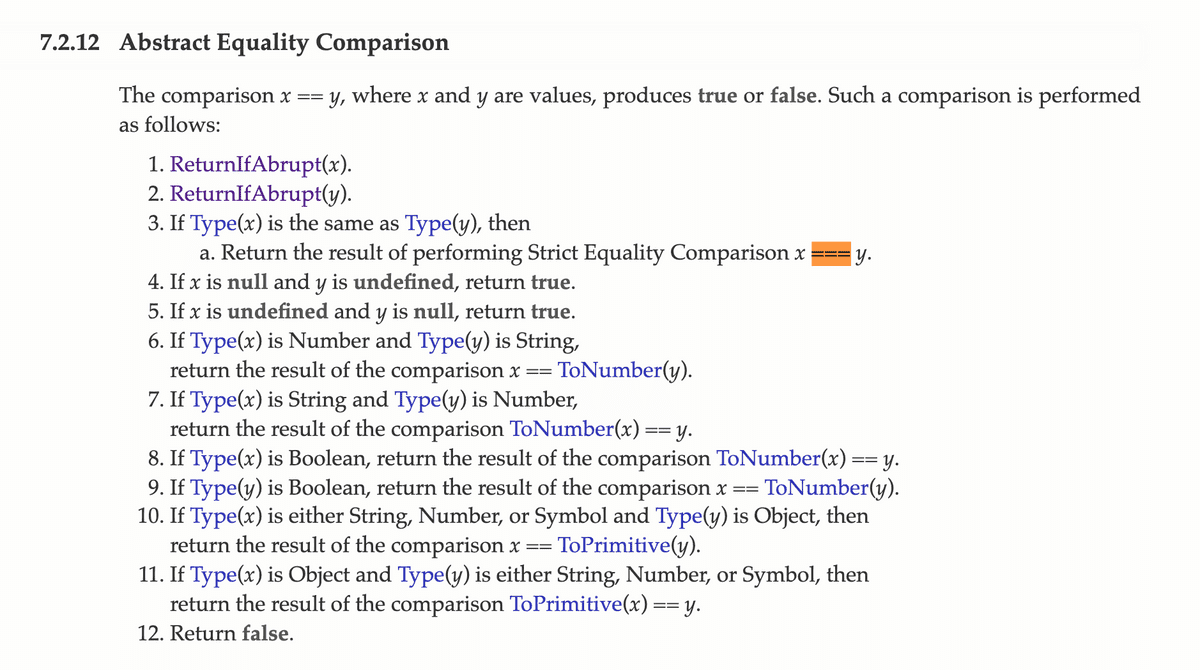 7.2.12 Abstract Equality Comparison
The comparison x == y, where x and y are values, produces true or false. Such a comparison is performed
as follows:
1. ReturnIfAbrupt(x).
2. ReturnIfAbrupt(y).
3. If Type(x) is the same as Type(y), then
a. Return the result of performing Strict Equality Comparison x === y.
4. If x is null and y is undefined, return true.
5. If x is undefined and y is null, return true.
6. If Type(x) is Number and Type(y) is String,
return the result of the comparison x == ToNumber(y).
7. If Type(x) is String and Type(y) is Number,
return the result of the comparison ToNumber(x) == y.
8. If Type(x) is Boolean, return the result of the comparison ToNumber(x) == y.
9. If Type(y) is Boolean, return the result of the comparison x == ToNumber(y).
10. If Type(x) is either String, Number, or Symbol and Type(y) is Object, then
return the result of the comparison x == ToPrimitive(y).
11. If Type(x) is Object and Type(y) is either String, Number, or Symbol, then
return the result of the comparison ToPrimitive(x) == y.
12. Return false.